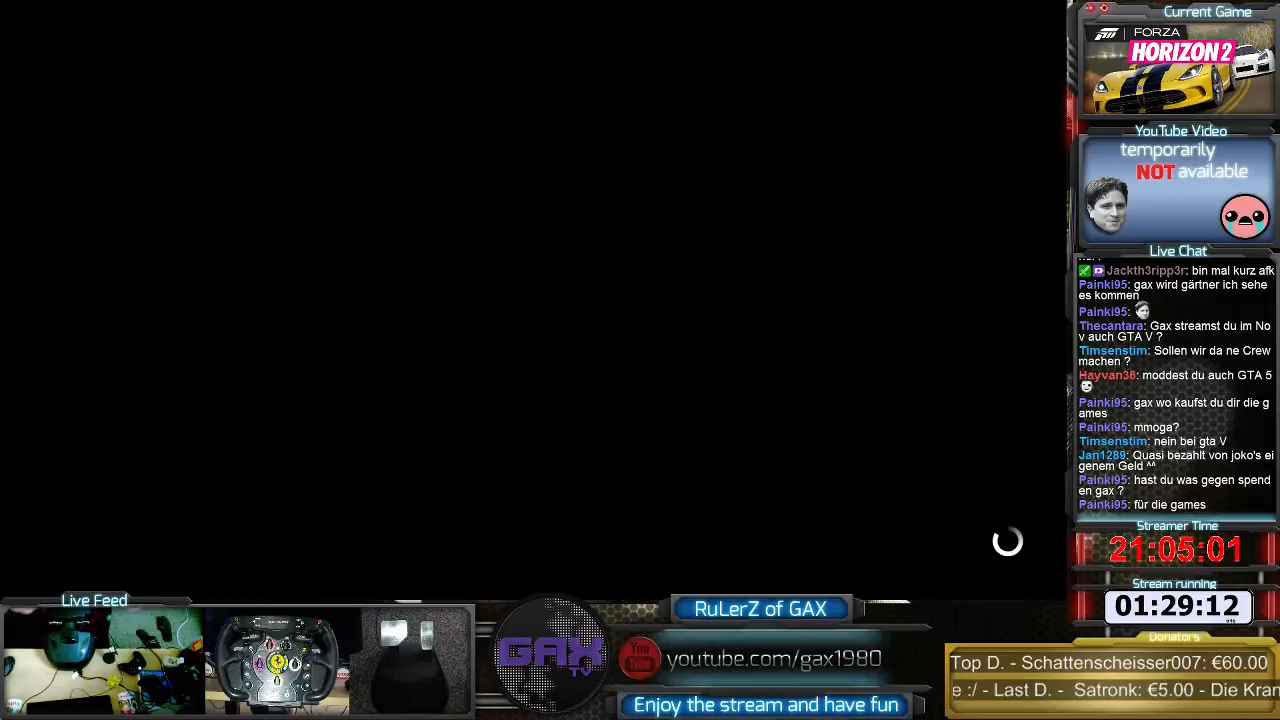 Current Game
FORZA
HORIZON 2
YouTube Video
temporarily
NOT available
Live Chat
Jackth3ripp3r: bin mal kurz afk
Painki95: gax wird gärtner ich sehe
es kommen
Painki95:
Thecantara: Gax streamst du im No
v auch GTA V ?
Timsenstim: Sollen wir da ne Crew
machen ?
Hayvan36: moddest du auch GTA 5
Painki95: gax wo kaufst du dir die g
ames
Painki95: mmoga?
Timsenstim: nein bei gta V
Jan1289: Quasi bezahlt von joko's ei
genem Geld ^^
Painki95: hast du was gegen spend
en gax ?
Painki95: für die games
Streamer Time
21:05:01
Stream running
01:29:12
Live Feed
GAX
TV
RuLerZ of GAX
You
Tube
youtube.com/gax1980
Enjoy the stream and have fun
Donators
Top D. - Schattenscheisser007: €60.00
e :/ - Last D. - Satronk: €5.00 - Die Kran